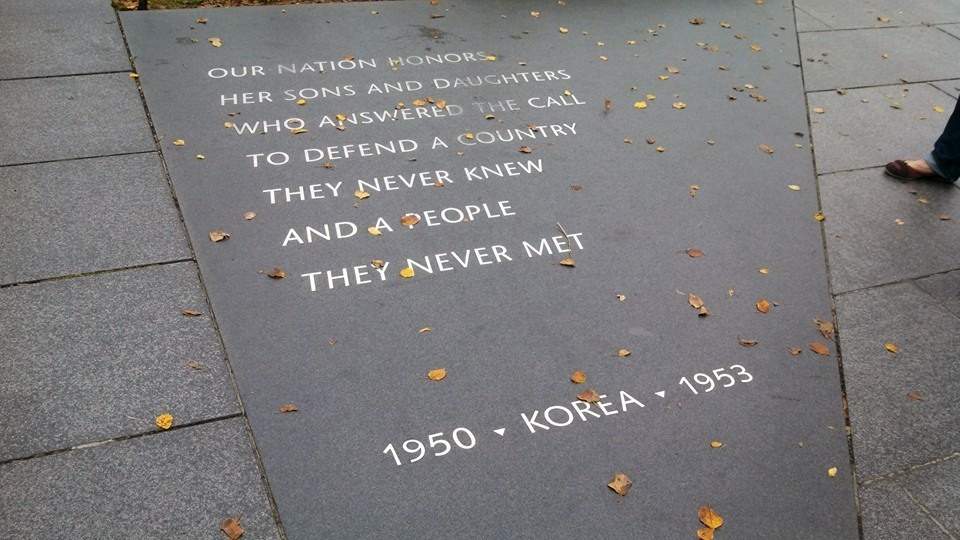 OUR NATION HONORS
HER SONS AND DAUGHTERS
WHO ANSWERED THE CALL
TO DEFEND A COUNTRY
THEY NEVER KNEW
AND A PEOPLE
THEY NEVER MET
1950 ▾ KOREA ▾ 1953